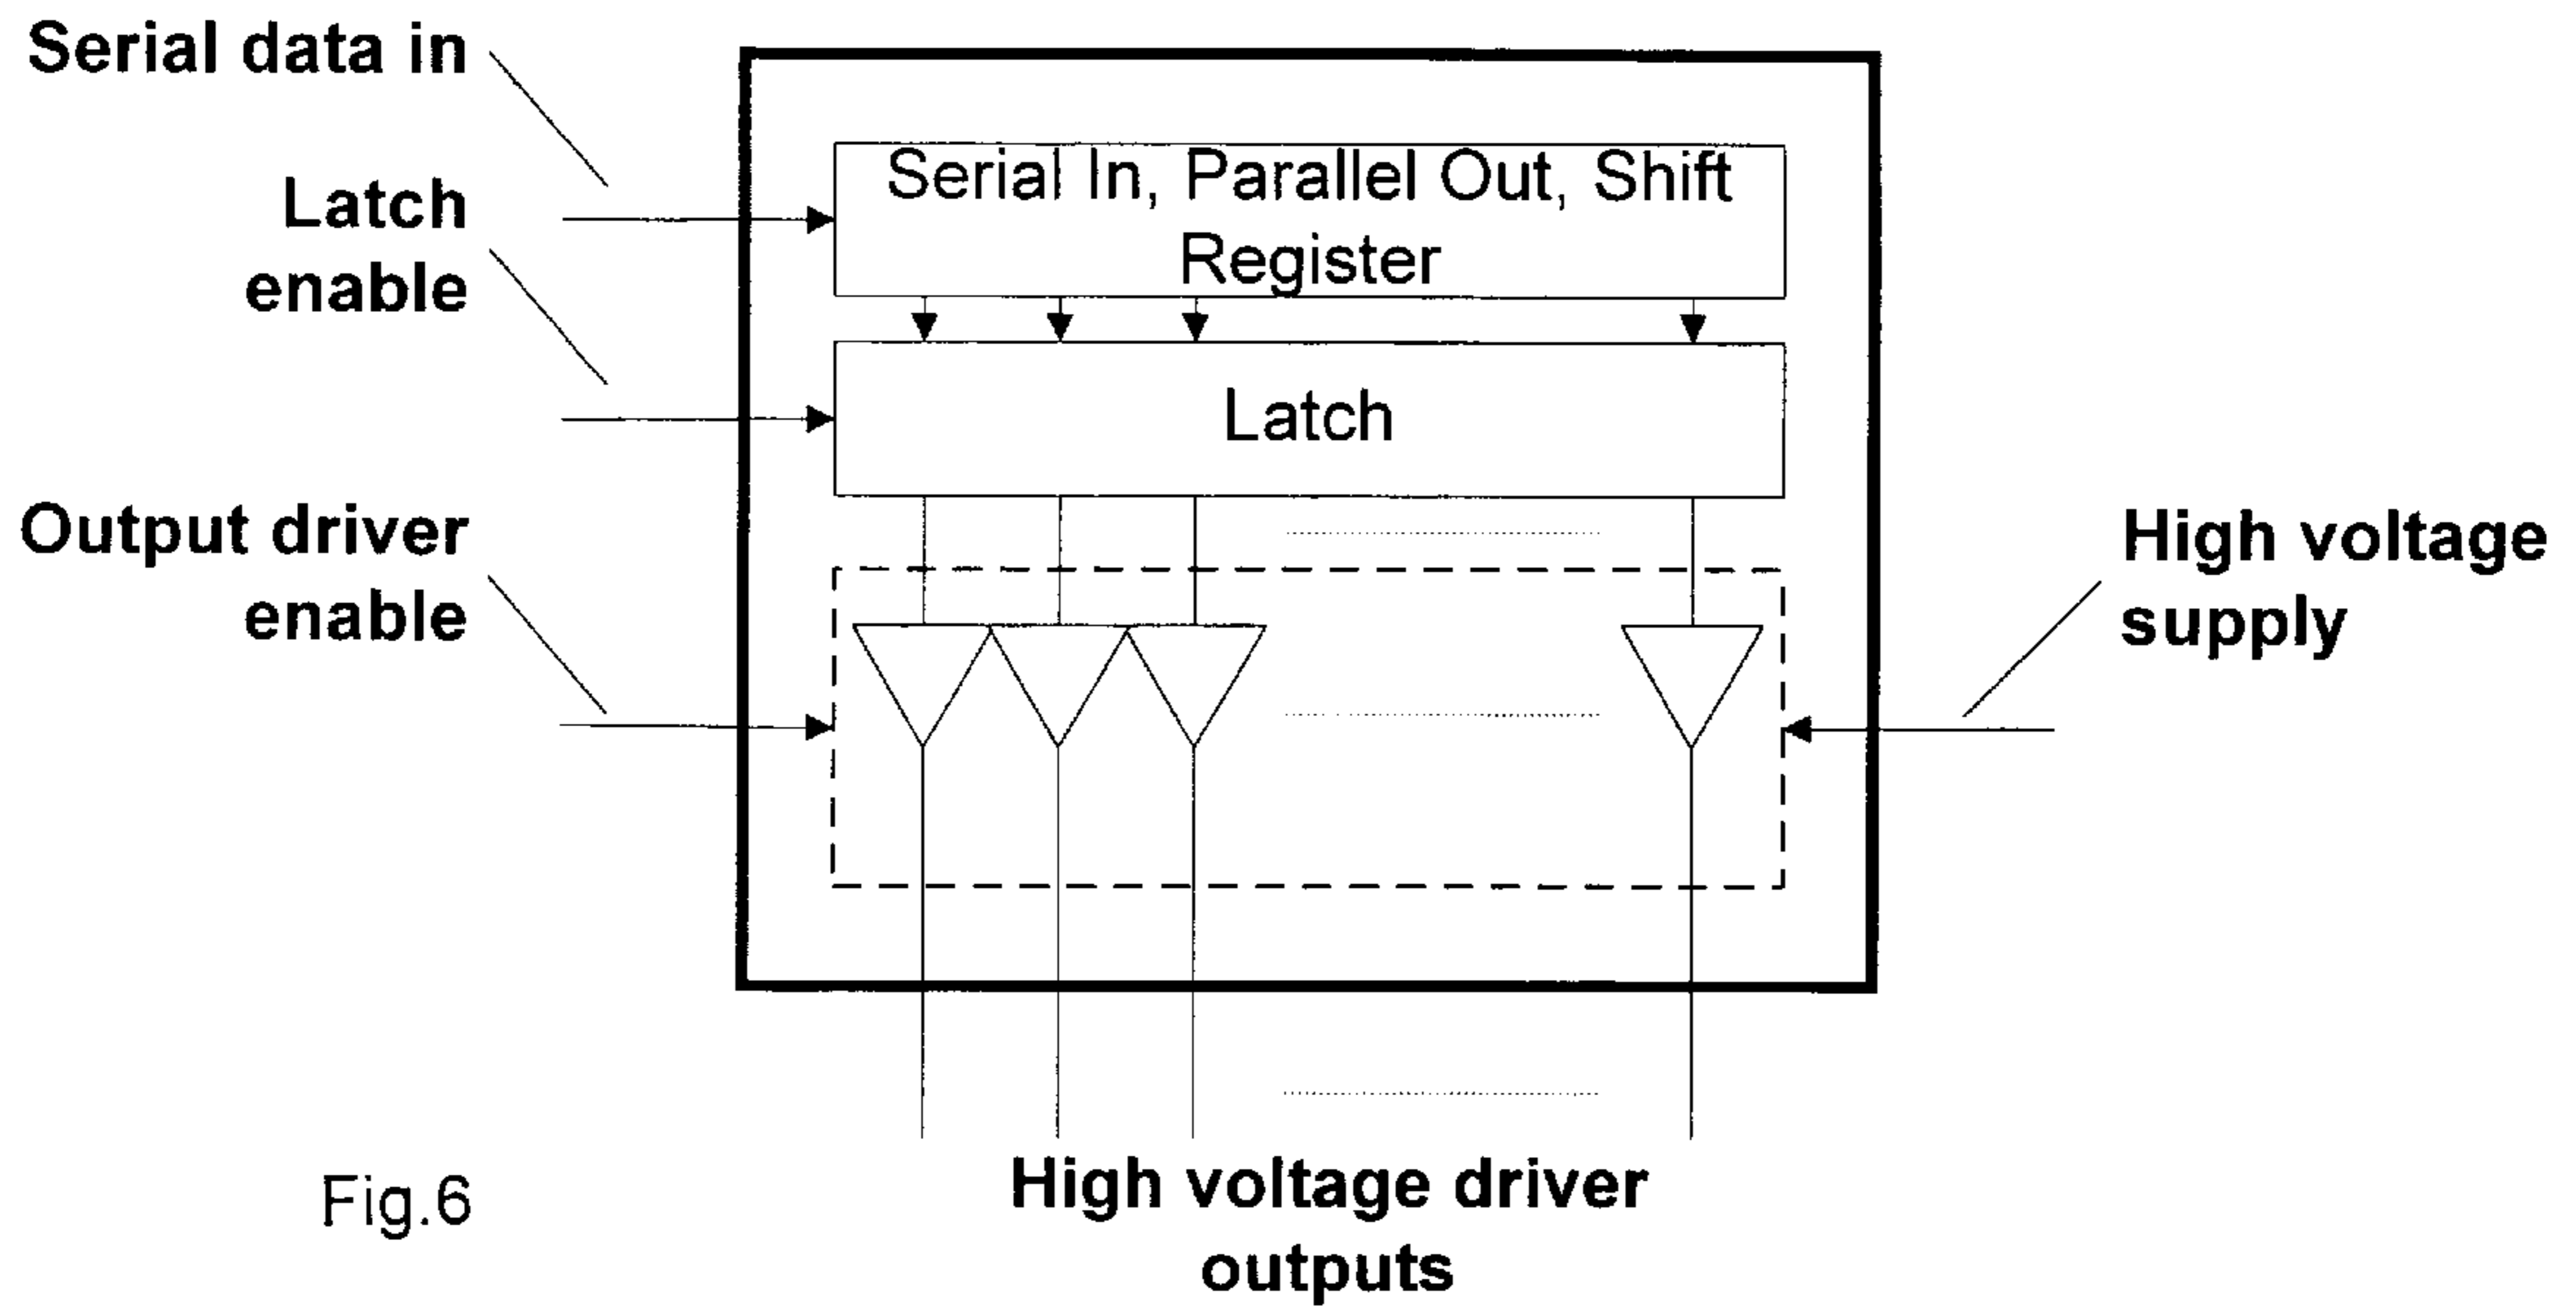 Serial data in
Latch
enable
Output driver
enable
Serial In, Parallel Out, Shift
Register
Latch
High voltage
supply
High voltage driver
outputs
Fig.6